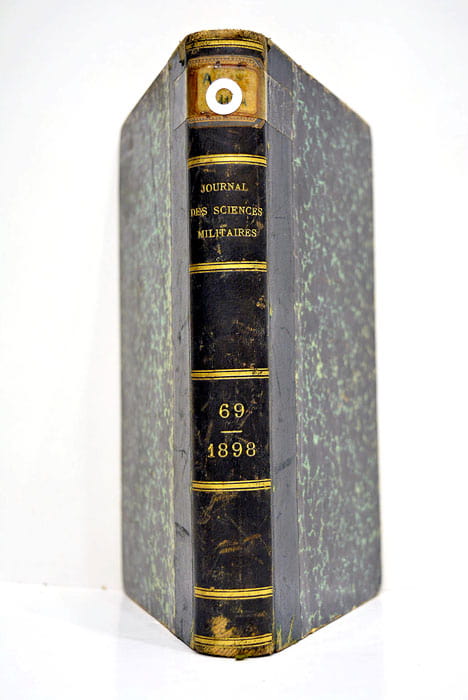 JOURNAL
DES SCIENCES
MILITAIRES
69
1898